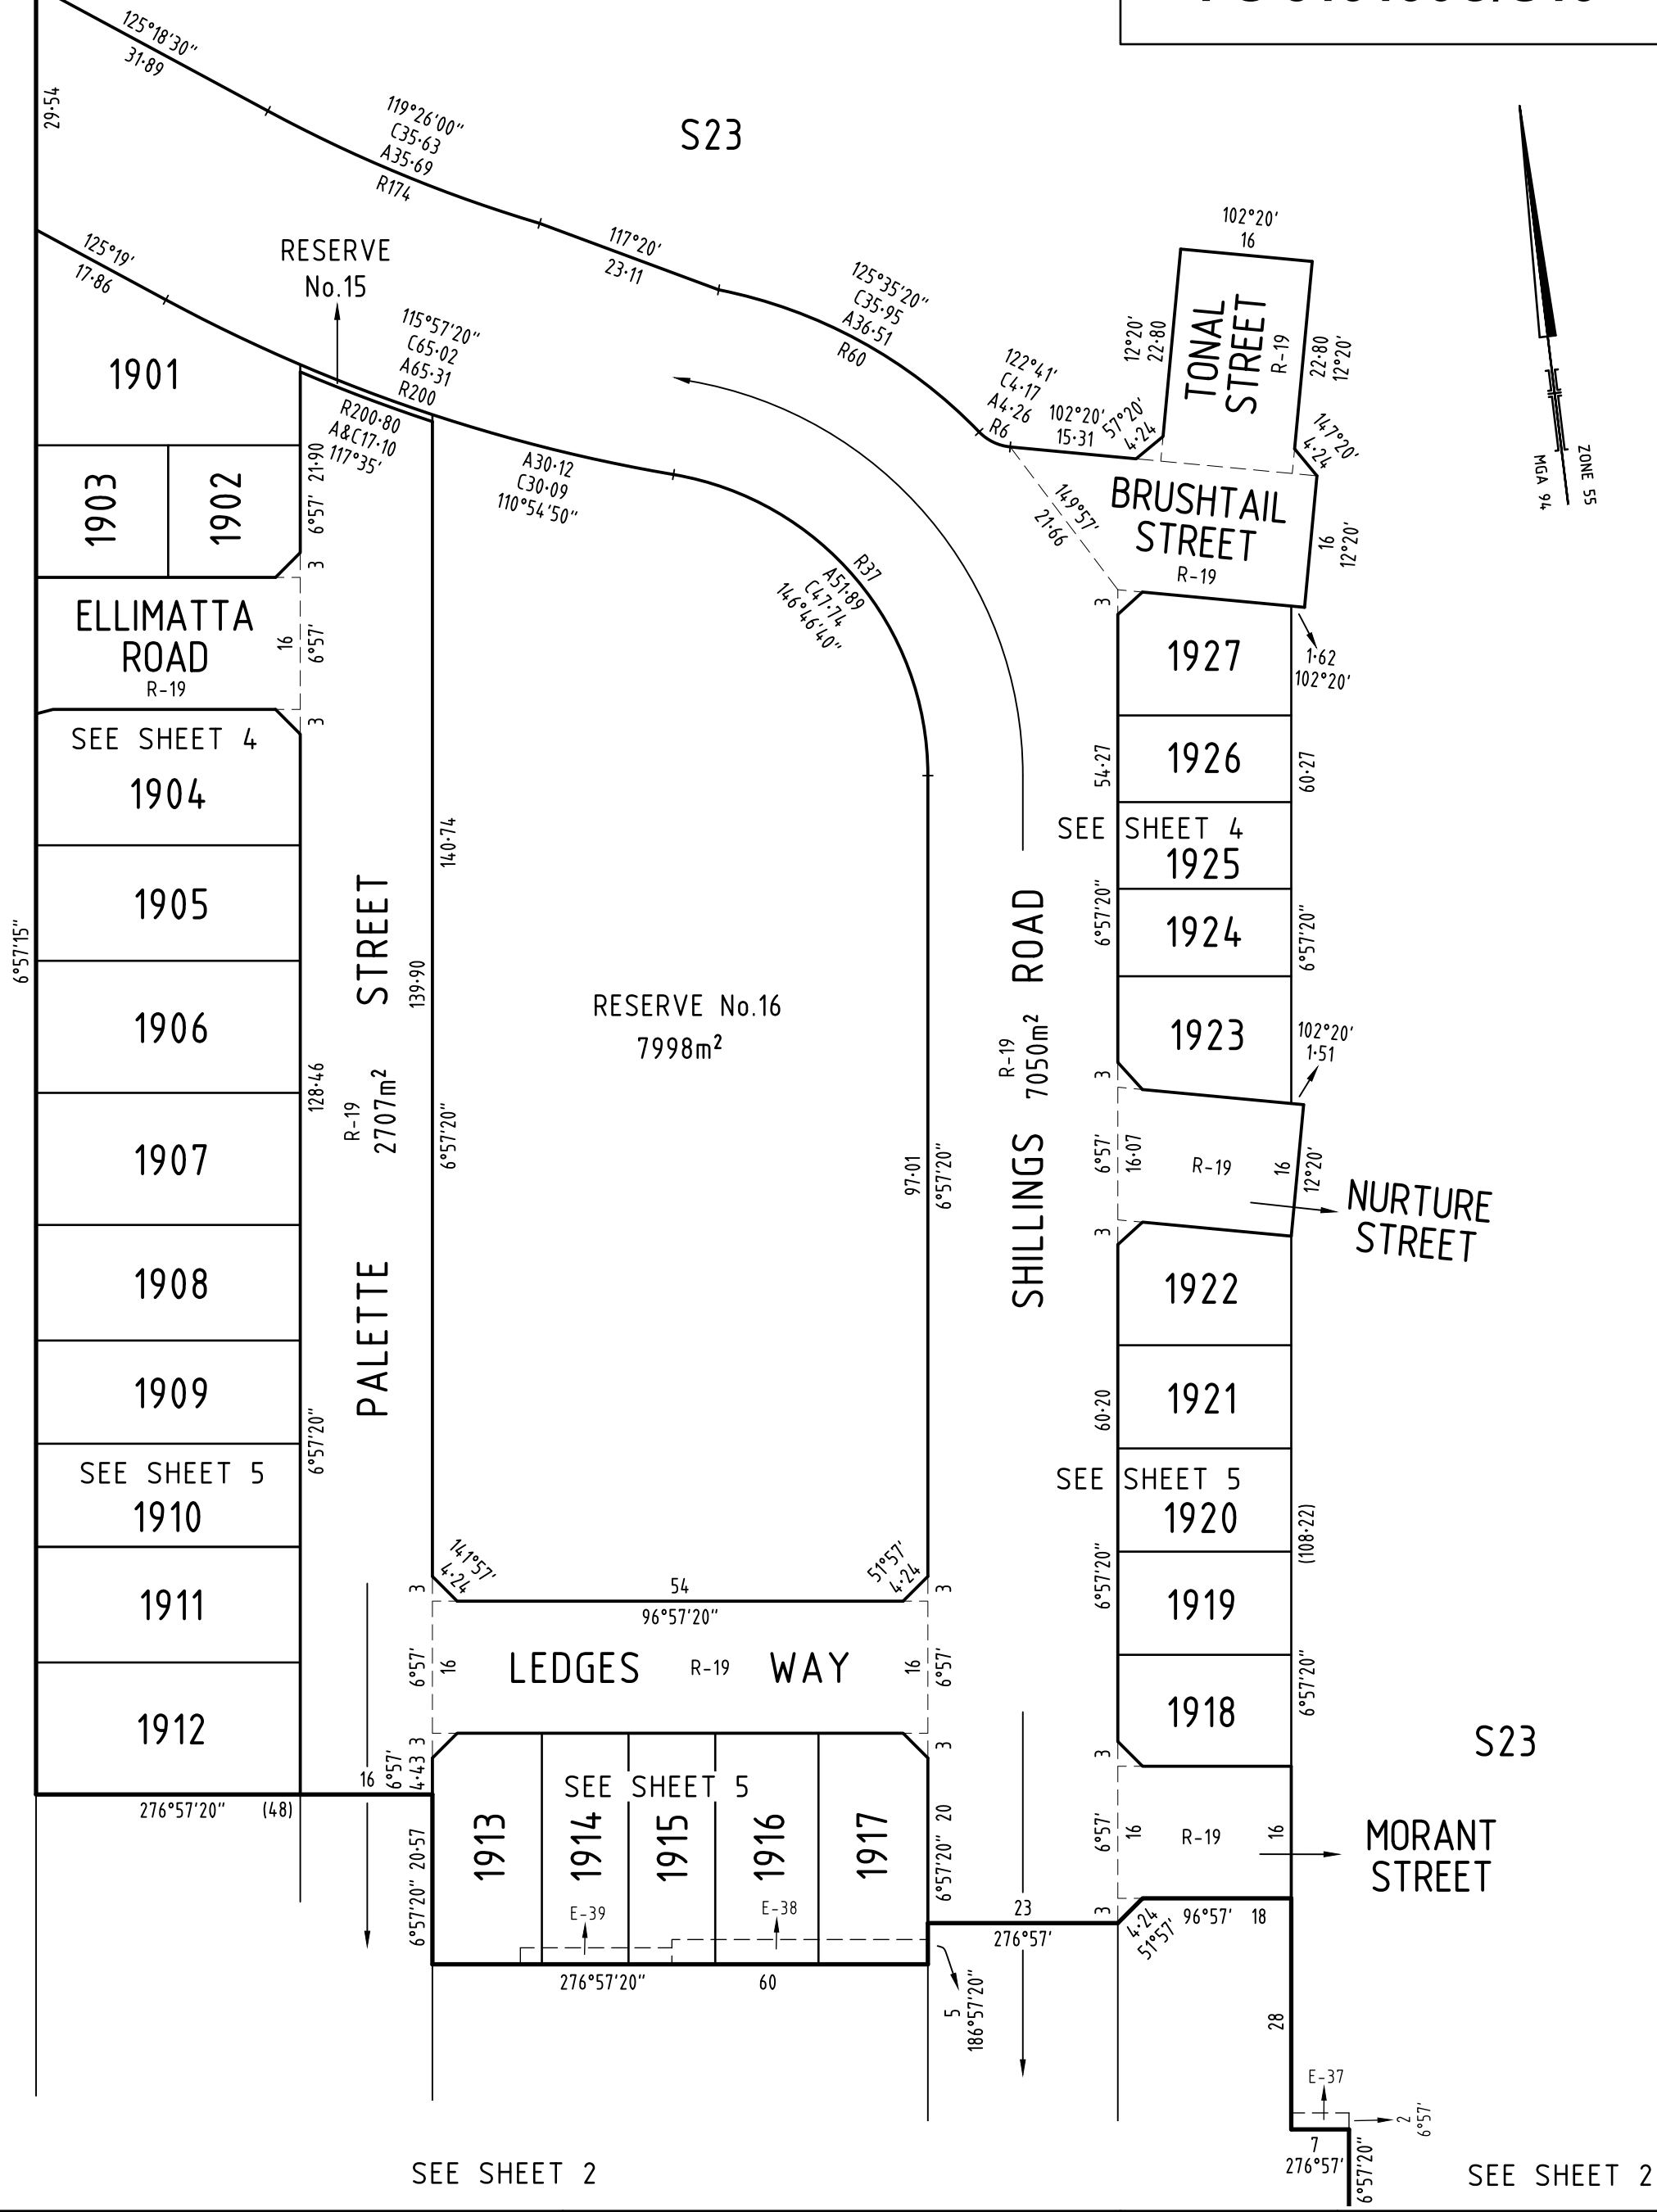 125°18'30"
31·89
29·54
119°26'00"
C35·63
A35·69
R174
S23
117°20'
23·11
125°19'
17·86
RESERVE
No.15
115°57'20"
C65·02
A65·31
R200
125°35'20"
C35·95
A36·51
R60
122°41'
C4·17
A4·26
R6
102°20'
15·31
57°20'
4·24
102°20'
16
12°20'
22·80
TONAL
STREET
R-19
22·80
12°20'
147°20'
4·24
ZONE 55
MGA 94
1901
R200·80
A&C17·10
117°35'
A30·12
C30·09
110°54'50"
R37
A51·89
C47·74
146°46'40"
149°57'
21·66
BRUSHTAIL
STREET
R-19
16
12°20'
1903
1902
6°57' 21·90
3
ELLIMATTA
ROAD
R-19
16
6°57'
3
SEE SHEET 4
1904
1905
1906
1907
1908
1909
SEE SHEET 5
1910
1911
1912
6°57'15"
128·46
6°57'20"
PALETTE STREET
R-19
2707m²
140·74
139·90
6°57'20"
RESERVE No.16
7998m²
97·01
6°57'20"
SHILLINGS ROAD
R-19
7050m²
3
1927
1·62
102°20'
54·27
1926
60·27
SEE SHEET 4
1925
6°57'20"
1924
6°57'20"
1923
102°20'
1·51
3
6°57'
16·07
R-19
16
12°20'
NURTURE
STREET
3
1922
1921
60·20
SEE SHEET 5
1920
(108·22)
6°57'20"
1919
6°57'20"
1918
S23
3
6°57'
16
R-19
16
MORANT
STREET
3
4·24
51°57'
96°57' 18
141°57'
4·24
3
54
96°57'20"
51°57'
4·24
3
6°57'
16
LEDGES WAY
R-19
16
6°57'
3
6°57'
4·43
16
276°57'20" (48)
3
SEE SHEET 5
1913
1914
1915
1916
1917
6°57'20" 20·57
E-39
E-38
6°57'20" 20
276°57'20" 60
5
186°57'20"
23
276°57'
28
E-37
2
6°57'
7
276°57'
6°57'20"
SEE SHEET 2
SEE SHEET 2